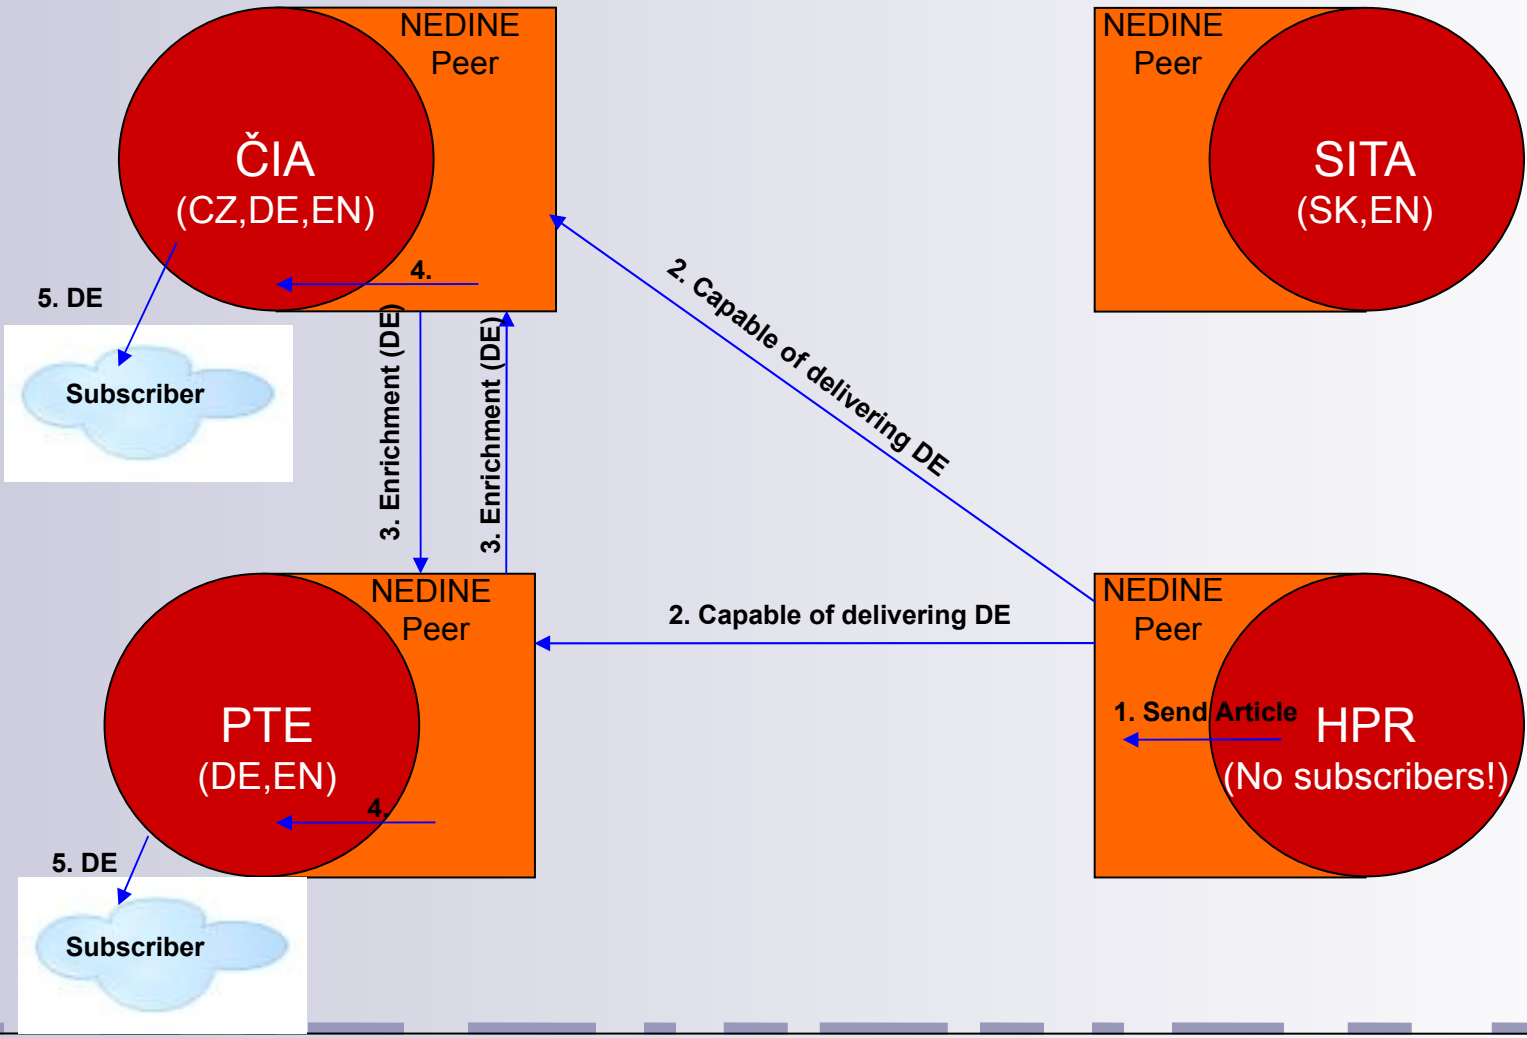 NEDINE
Peer
ČIA
(CZ,DE,EN)
4.
5. DE
Subscriber
NEDINE
Peer
SITA
(SK,EN)
2. Capable of delivering DE
3. Enrichment (DE)
3. Enrichment (DE)
NEDINE
Peer
PTE
(DE,EN)
4.
5. DE
Subscriber
2. Capable of delivering DE
NEDINE
Peer
1. Send Article
HPR
(No subscribers!)